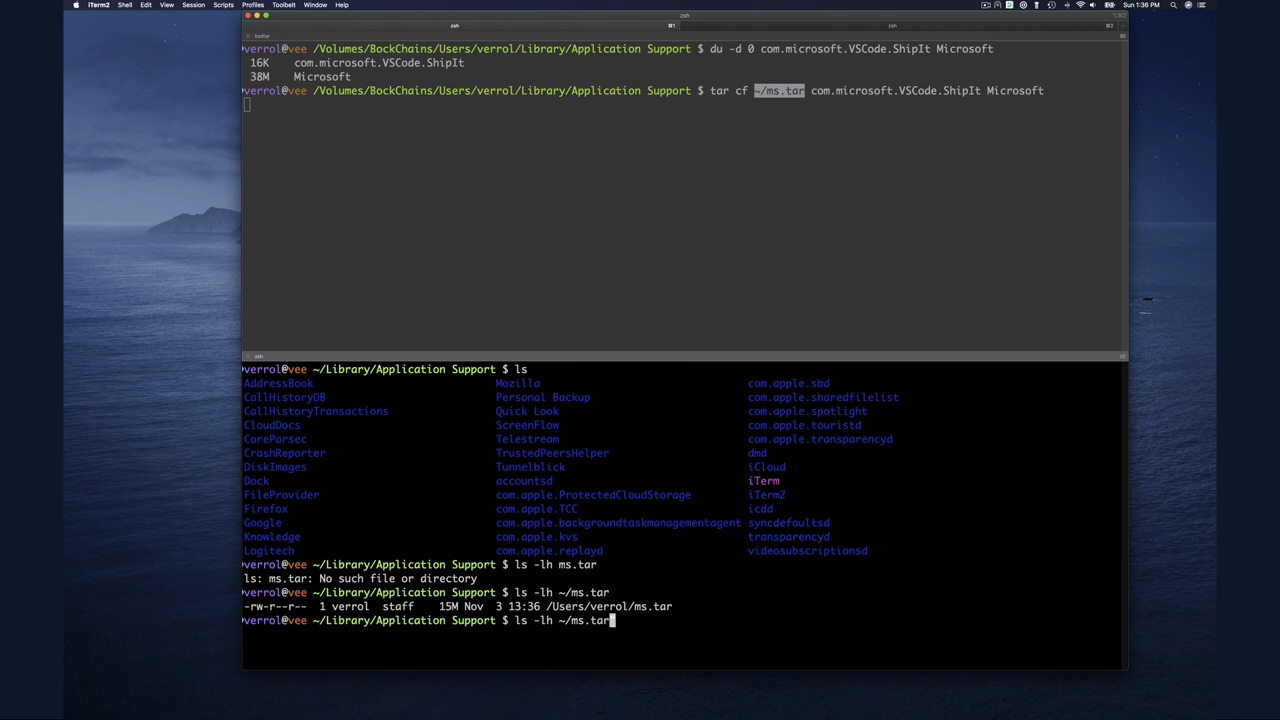 iTerm2 Shell Edit View Session Scripts Profiles Toolbelt Window Help Sun 1:36 PM
zsh ⌥⌘2
zsh ⌘1 zsh ⌘2
bsdtar
verrol@vee /Volumes/BockChains/Users/verrol/Library/Application Support $ du -d 0 com.microsoft.VSCode.ShipIt Microsoft
16K com.microsoft.VSCode.ShipIt
38M Microsoft
verrol@vee /Volumes/BockChains/Users/verrol/Library/Application Support $ tar cf ~/ms.tar com.microsoft.VSCode.ShipIt Microsoft
zsh
verrol@vee ~/Library/Application Support $ ls
AddressBook Mozilla com.apple.sbd
CallHistoryDB Personal Backup com.apple.sharedfilelist
CallHistoryTransactions Quick Look com.apple.spotlight
CloudDocs ScreenFlow com.apple.touristd
CoreParsec Telestream com.apple.transparencyd
CrashReporter TrustedPeersHelper dmd
DiskImages Tunnelblick iCloud
Dock accountsd iTerm
FileProvider com.apple.ProtectedCloudStorage iTerm2
Firefox com.apple.TCC icdd
Google com.apple.backgroundtaskmanagementagent syncdefaultsd
Knowledge com.apple.kvs transparencyd
Logitech com.apple.replayd videosubscriptionsd
verrol@vee ~/Library/Application Support $ ls -lh ms.tar
ls: ms.tar: No such file or directory
verrol@vee ~/Library/Application Support $ ls -lh ~/ms.tar
-rw-r--r-- 1 verrol staff 15M Nov 3 13:36 /Users/verrol/ms.tar
verrol@vee ~/Library/Application Support $ ls -lh ~/ms.tar